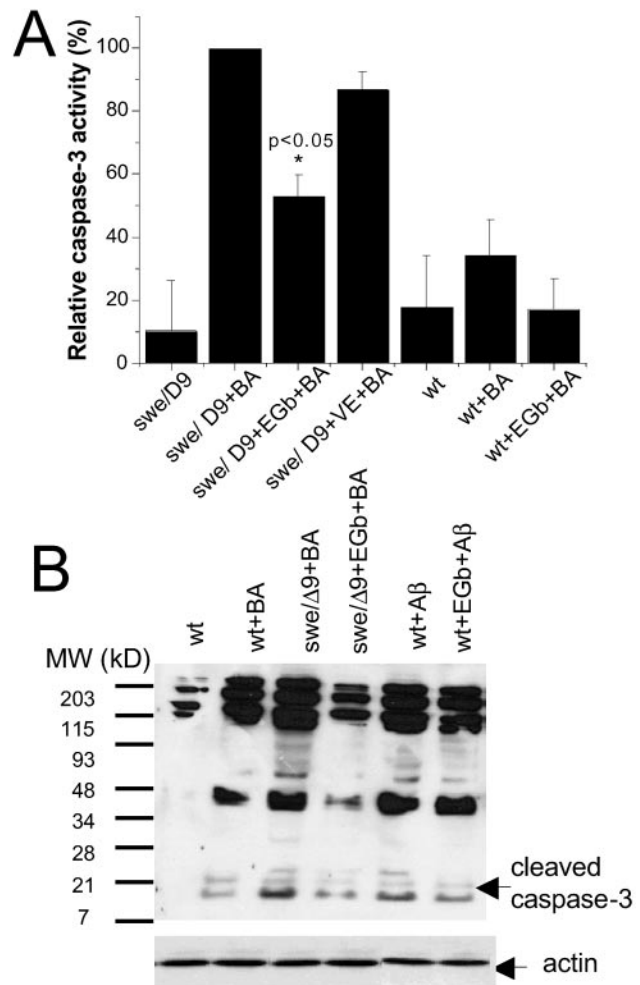 A
Relative caspase-3 activity (%)
100
80
60
40
20
0
p<0.05
*
swe/D9
swe/ D9+BA
swe/ D9+EGb+BA
swe/ D9+VE+BA
wt
wt+BA
wt+EGb+BA
B
wt
wt+BA
swe/Δ9+BA
swe/Δ9+EGb+BA
wt+Aβ
wt+EGb+Aβ
MW (kD)
203
115
93
48
34
28
21
7
cleaved
caspase-3
actin